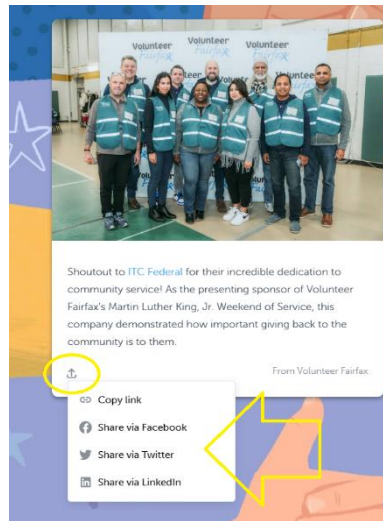 Volunteer Volunteer Volunteer
Fairfax Fairfax Fairfax
Shoutout to ITC Federal for their incredible dedication to
community service! As the presenting sponsor of Volunteer
Fairfax's Martin Luther King, Jr. Weekend of Service, this
company demonstrated how important giving back to the
community is to them.
From Volunteer Fairfax
Copy link
Share via Facebook
Share via Twitter
Share via LinkedIn